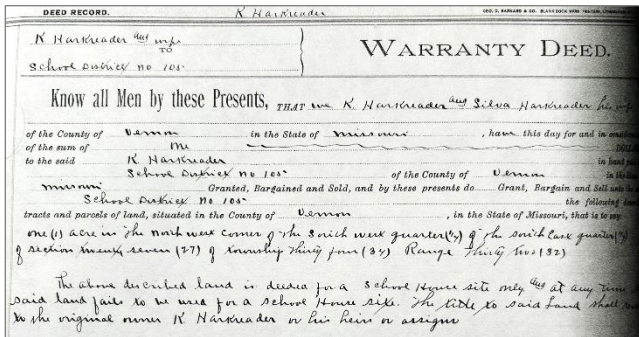 DEED RECORD. K Harkreader GEO. D. BARNARD & CO.
K Harkreader and wife
TO
School District no 105
WARRANTY DEED.
Know all Men by these Presents, THAT we K. Harkreader and Silva Harkreader his wife
of the County of Vernon in the State of missouri, have this day for and in
of the sum of One
to the said K Harkreader in hand
School District no 105 of the County of Vernon in the
missouri Granted, Bargained and Sold, and by these presents do Grant, Bargain and Sell
School District no 105 the following
tracts and parcels of land, situated in the County of Vernon, in the State of Missouri, that is to say:
one (1) acre in the north west corner of the South west quarter (1/4) of the South East quarter
of section twenty seven (27) of township thirty four (34) Range thirty two (32)
The above described land is deeded for a School House site only and at any time
said land fails to be used for a school House site. The title to said Land shall
to the original owner K Harkreader or his heirs or assigns